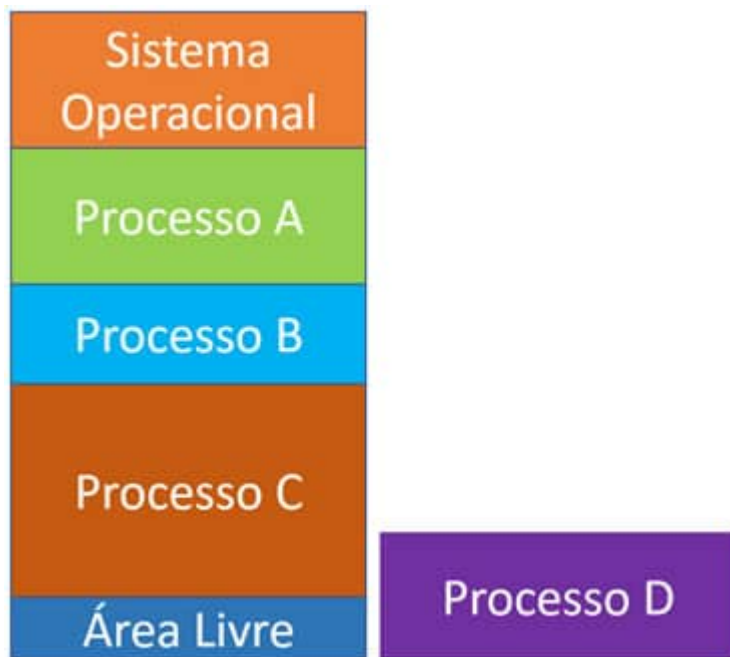 Sistema
Operacional
Processo A
Processo B
Processo C
Área Livre
Processo D